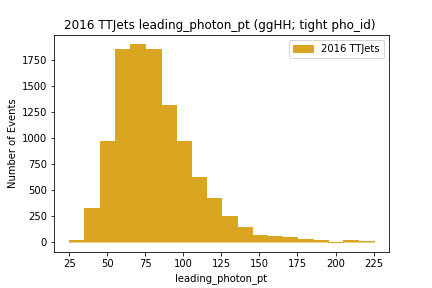 2016 TTJets leading_photon_pt (ggHH; tight pho_id)
2016 TTJets
Number of Events
1750
1500
1250
1000
750
500
250
0
25 50 75 100 125 150 175 200 225
leading_photon_pt